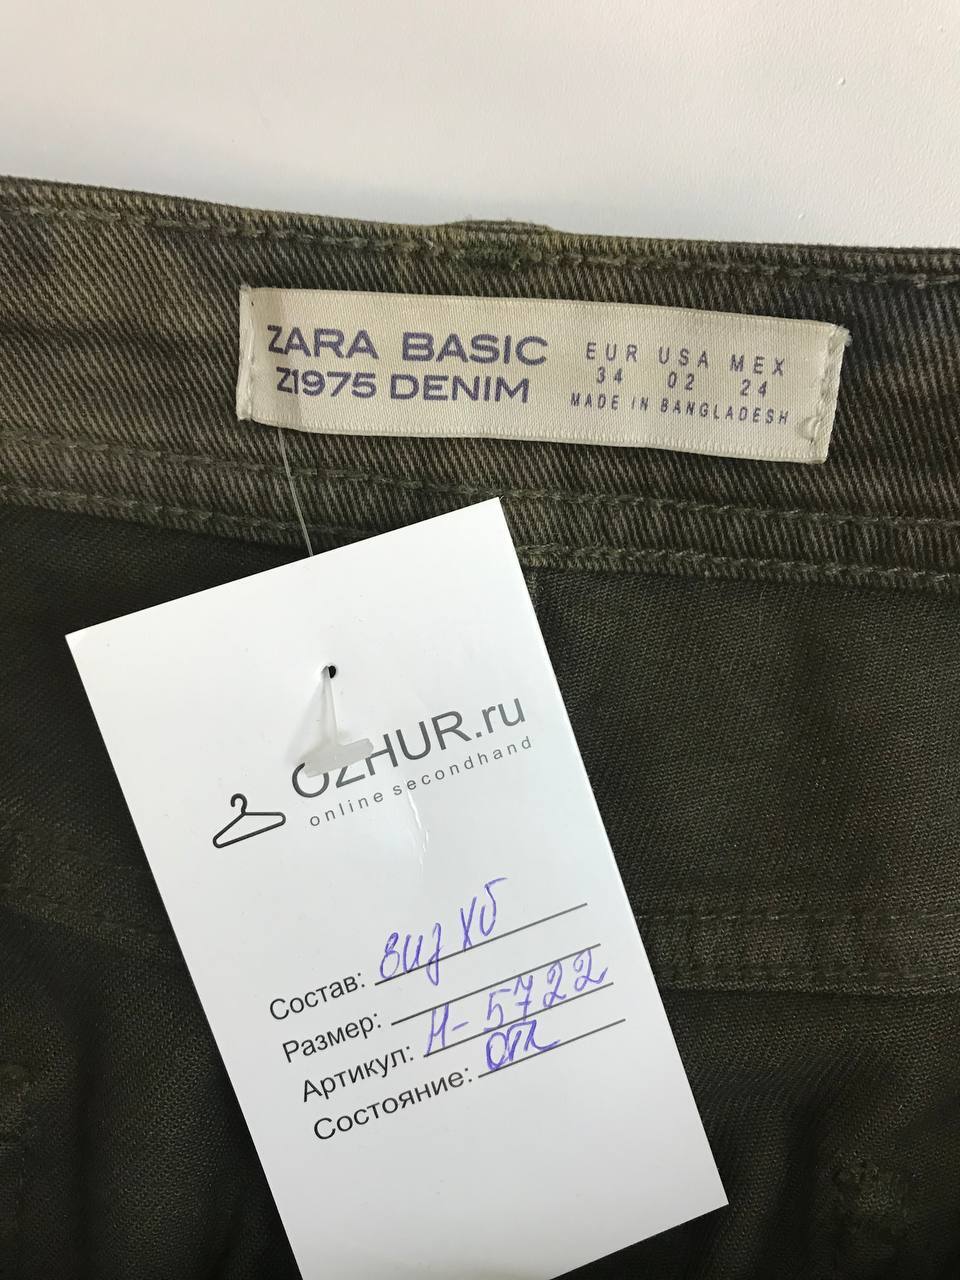 ZARA BASIC
Z1975 DENIM
EUR USA MEX
34 02 24
MADE IN BANGLADESH
OZHUR.ru
online secondhand
Состав: виз хб
Размер:
Артикул: Н-5722
Состояние: отл